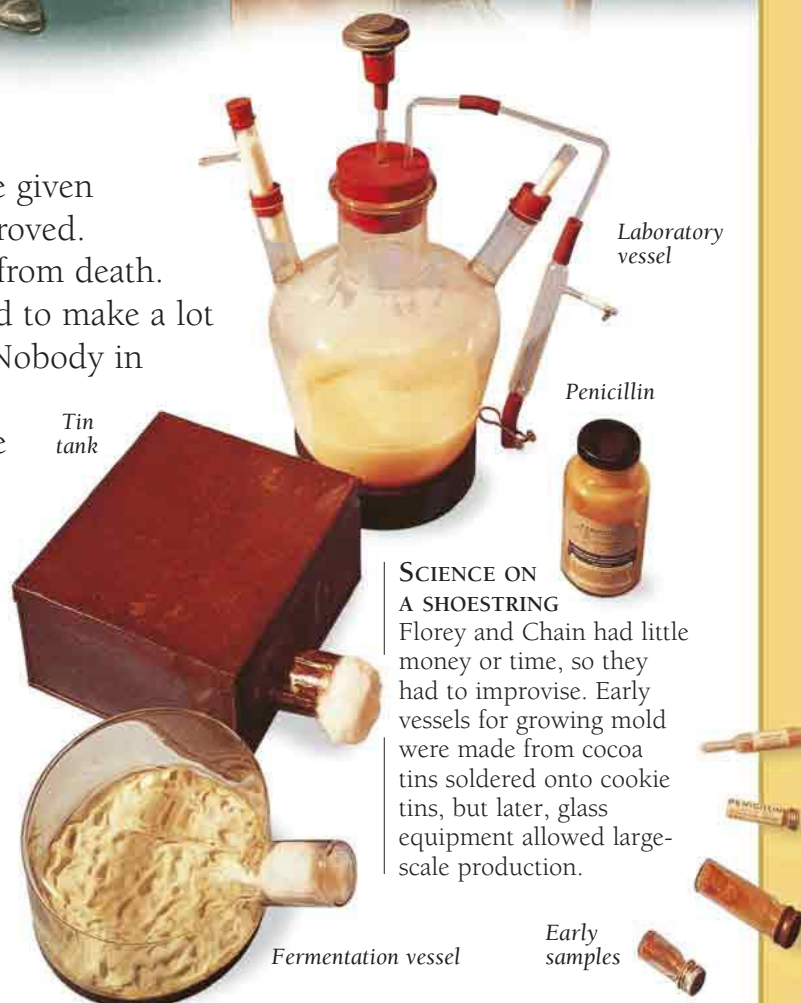 e given
roved.
from death.
d to make a lot
Nobody in
e
Tin
tank
Laboratory
vessel
Penicillin
SCIENCE ON
A SHOESTRING
Florey and Chain had little
money or time, so they
had to improvise. Early
vessels for growing mold
were made from cocoa
tins soldered onto cookie
tins, but later, glass
equipment allowed large-
scale production.
Fermentation vessel
Early
samples